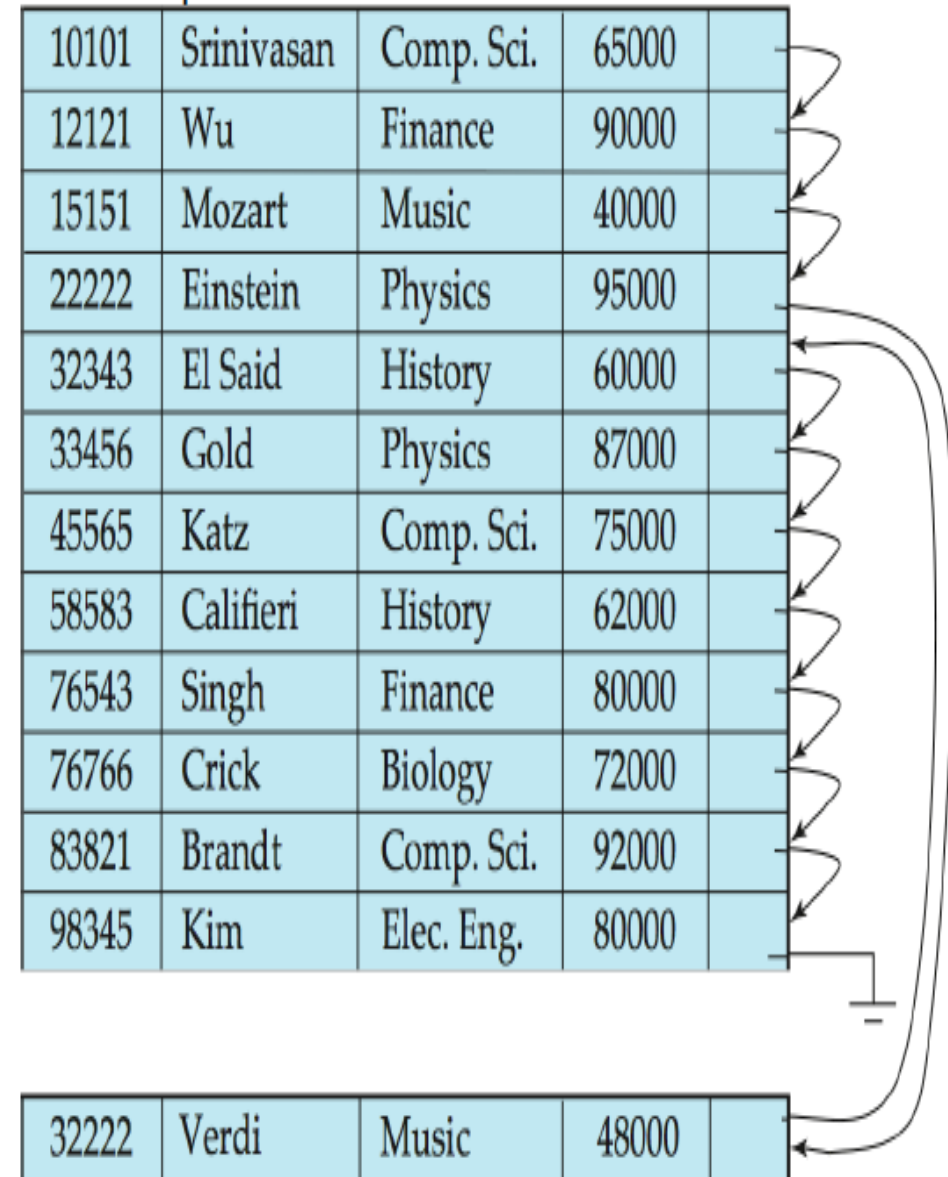 10101 Srinivasan Comp. Sci. 65000
12121 Wu Finance 90000
15151 Mozart Music 40000
22222 Einstein Physics 95000
32343 El Said History 60000
33456 Gold Physics 87000
45565 Katz Comp. Sci. 75000
58583 Califieri History 62000
76543 Singh Finance 80000
76766 Crick Biology 72000
83821 Brandt Comp. Sci. 92000
98345 Kim Elec. Eng. 80000
32222 Verdi Music 48000